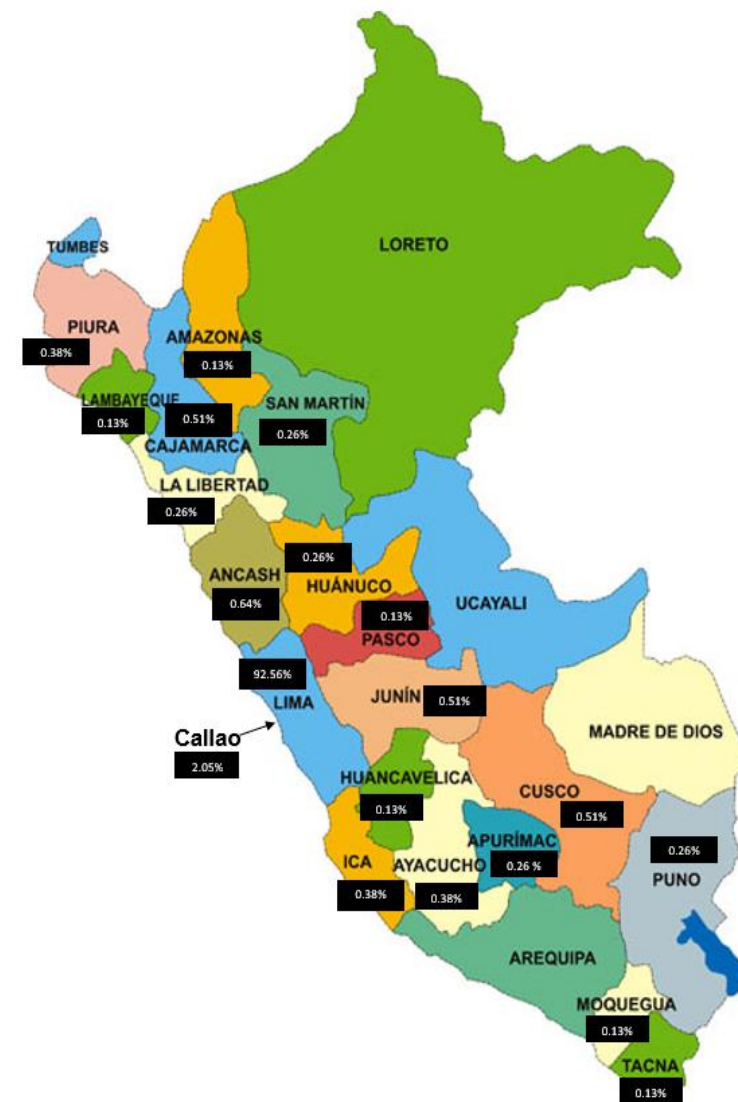 LORETO
TUMBES
PIURA
0.38%
AMAZONAS
0.13%
LAMBAYEQUE
0.13%
0.51%
CAJAMARCA
SAN MARTÍN
0.26%
LA LIBERTAD
0.26%
ANCASH
0.64%
0.26%
HUÁNUCO
0.13%
PASCO
UCAYALI
92.56%
LIMA
JUNÍN
0.51%
Callao
2.05%
MADRE DE DIOS
HUANCAVELICA
0.13%
CUSCO
0.51%
APURÍMAC
0.26 %
ICA
0.38%
AYACUCHO
0.38%
0.26%
PUNO
AREQUIPA
MOQUEGUA
0.13%
TACNA
0.13%